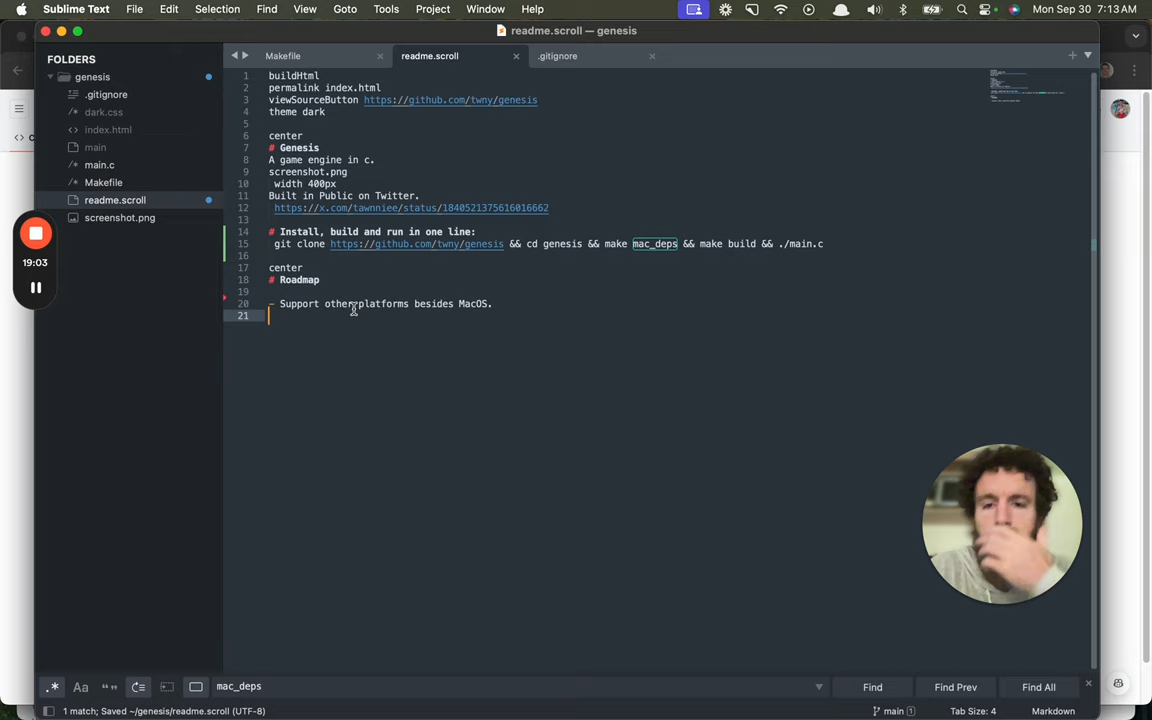 Sublime Text File Edit Selection Find View Goto Tools Project Window Help Mon Sep 30 7:13AM
readme.scroll — genesis
FOLDERS
genesis
.gitignore
dark.css
index.html
main
main.c
Makefile
readme.scroll
screenshot.png
19:03
Makefile readme.scroll .gitignore
1 buildHtml
2 permalink index.html
3 viewSourceButton https://github.com/twny/genesis
4 theme dark
5
6 center
7 # Genesis
8 A game engine in c.
9 screenshot.png
10 width 400px
11 Built in Public on Twitter.
12 https://x.com/tawnniee/status/1840521375616016662
13
14 # Install, build and run in one line:
15 git clone https://github.com/twny/genesis && cd genesis && make mac_deps && make build && ./main.c
16
17 center
18 # Roadmap
19
20 - Support other platforms besides MacOS.
21
.* Aa “” mac_deps Find Find Prev Find All
1 match; Saved ~/genesis/readme.scroll (UTF-8) main 1 Tab Size: 4 Markdown